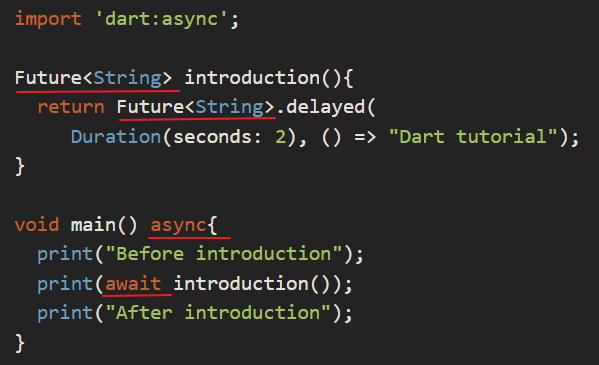 import 'dart:async';
Future<String> introduction(){
return Future<String>.delayed(
Duration(seconds: 2), () => "Dart tutorial");
}
void main() async{
print("Before introduction");
print(await introduction());
print("After introduction");
}